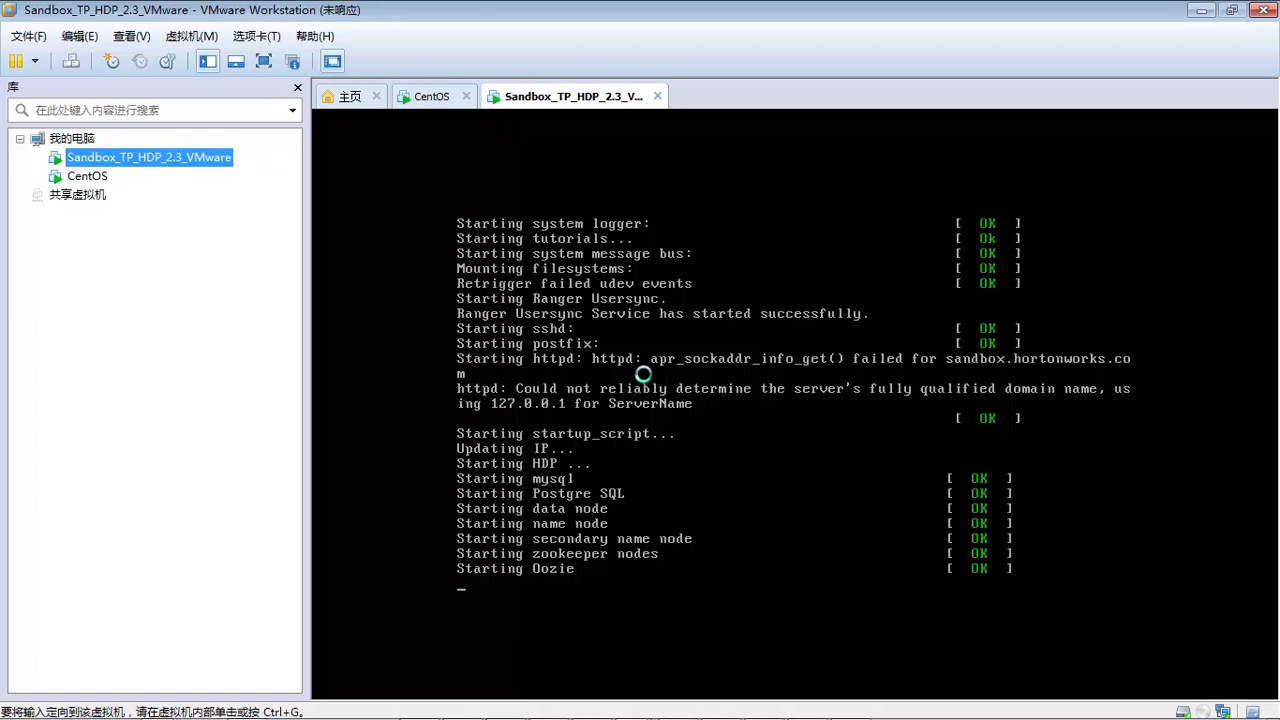 Sandbox_TP_HDP_2.3_VMware - VMware Workstation (未响应)
文件(F) 编辑(E) 查看(V) 虚拟机(M) 选项卡(T) 帮助(H)
库
在此处键入内容进行搜索
我的电脑
Sandbox_TP_HDP_2.3_VMware
CentOS
共享虚拟机
主页 CentOS Sandbox_TP_HDP_2.3_V...
Starting system logger: [ OK ]
Starting tutorials... [ Ok ]
Starting system message bus: [ OK ]
Mounting filesystems: [ OK ]
Retrigger failed udev events [ OK ]
Starting Ranger Usersync.
Ranger Usersync Service has started successfully.
Starting sshd: [ OK ]
Starting postfix: [ OK ]
Starting httpd: httpd: apr_sockaddr_info_get() failed for sandbox.hortonworks.co
m
httpd: Could not reliably determine the server's fully qualified domain name, us
ing 127.0.0.1 for ServerName
[ OK ]
Starting startup_script...
Updating IP...
Starting HDP ...
Starting mysql [ OK ]
Starting Postgre SQL [ OK ]
Starting data node [ OK ]
Starting name node [ OK ]
Starting secondary name node [ OK ]
Starting zookeeper nodes [ OK ]
Starting Oozie [ OK ]
_
要将输入定向到该虚拟机，请在虚拟机内部单击或按 Ctrl+G。